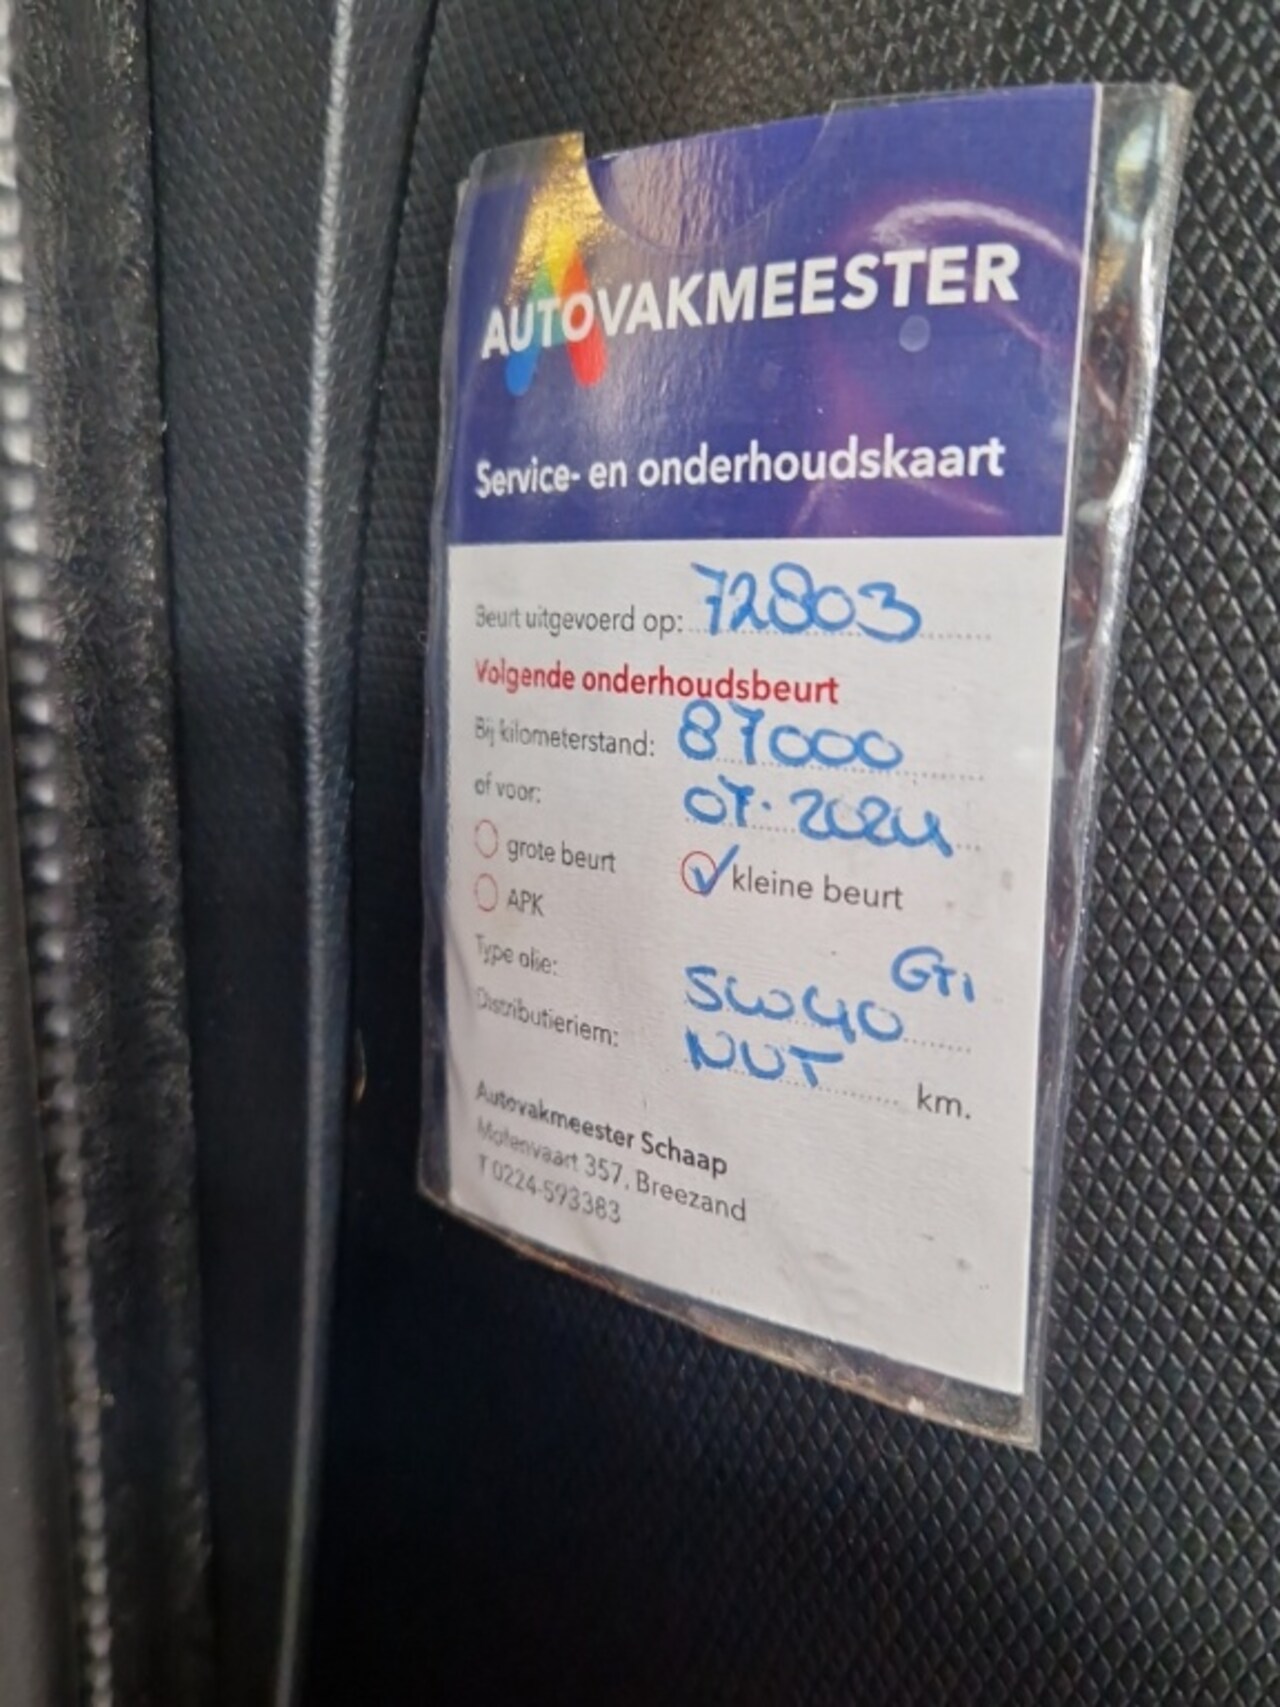 AUTOVAKMEESTER
Service- en onderhoudskaart
Beurt uitgevoerd op: 72803
Volgende onderhoudsbeurt
Bij kilometerstand: 87000
of voor: 07-2024
grote beurt kleine beurt
APK
Type olie: 5W40 GTI
Distributieriem: NVT km.
Autovakmeester Schaap
Molenvaart 357, Breezand
T 0224-593383